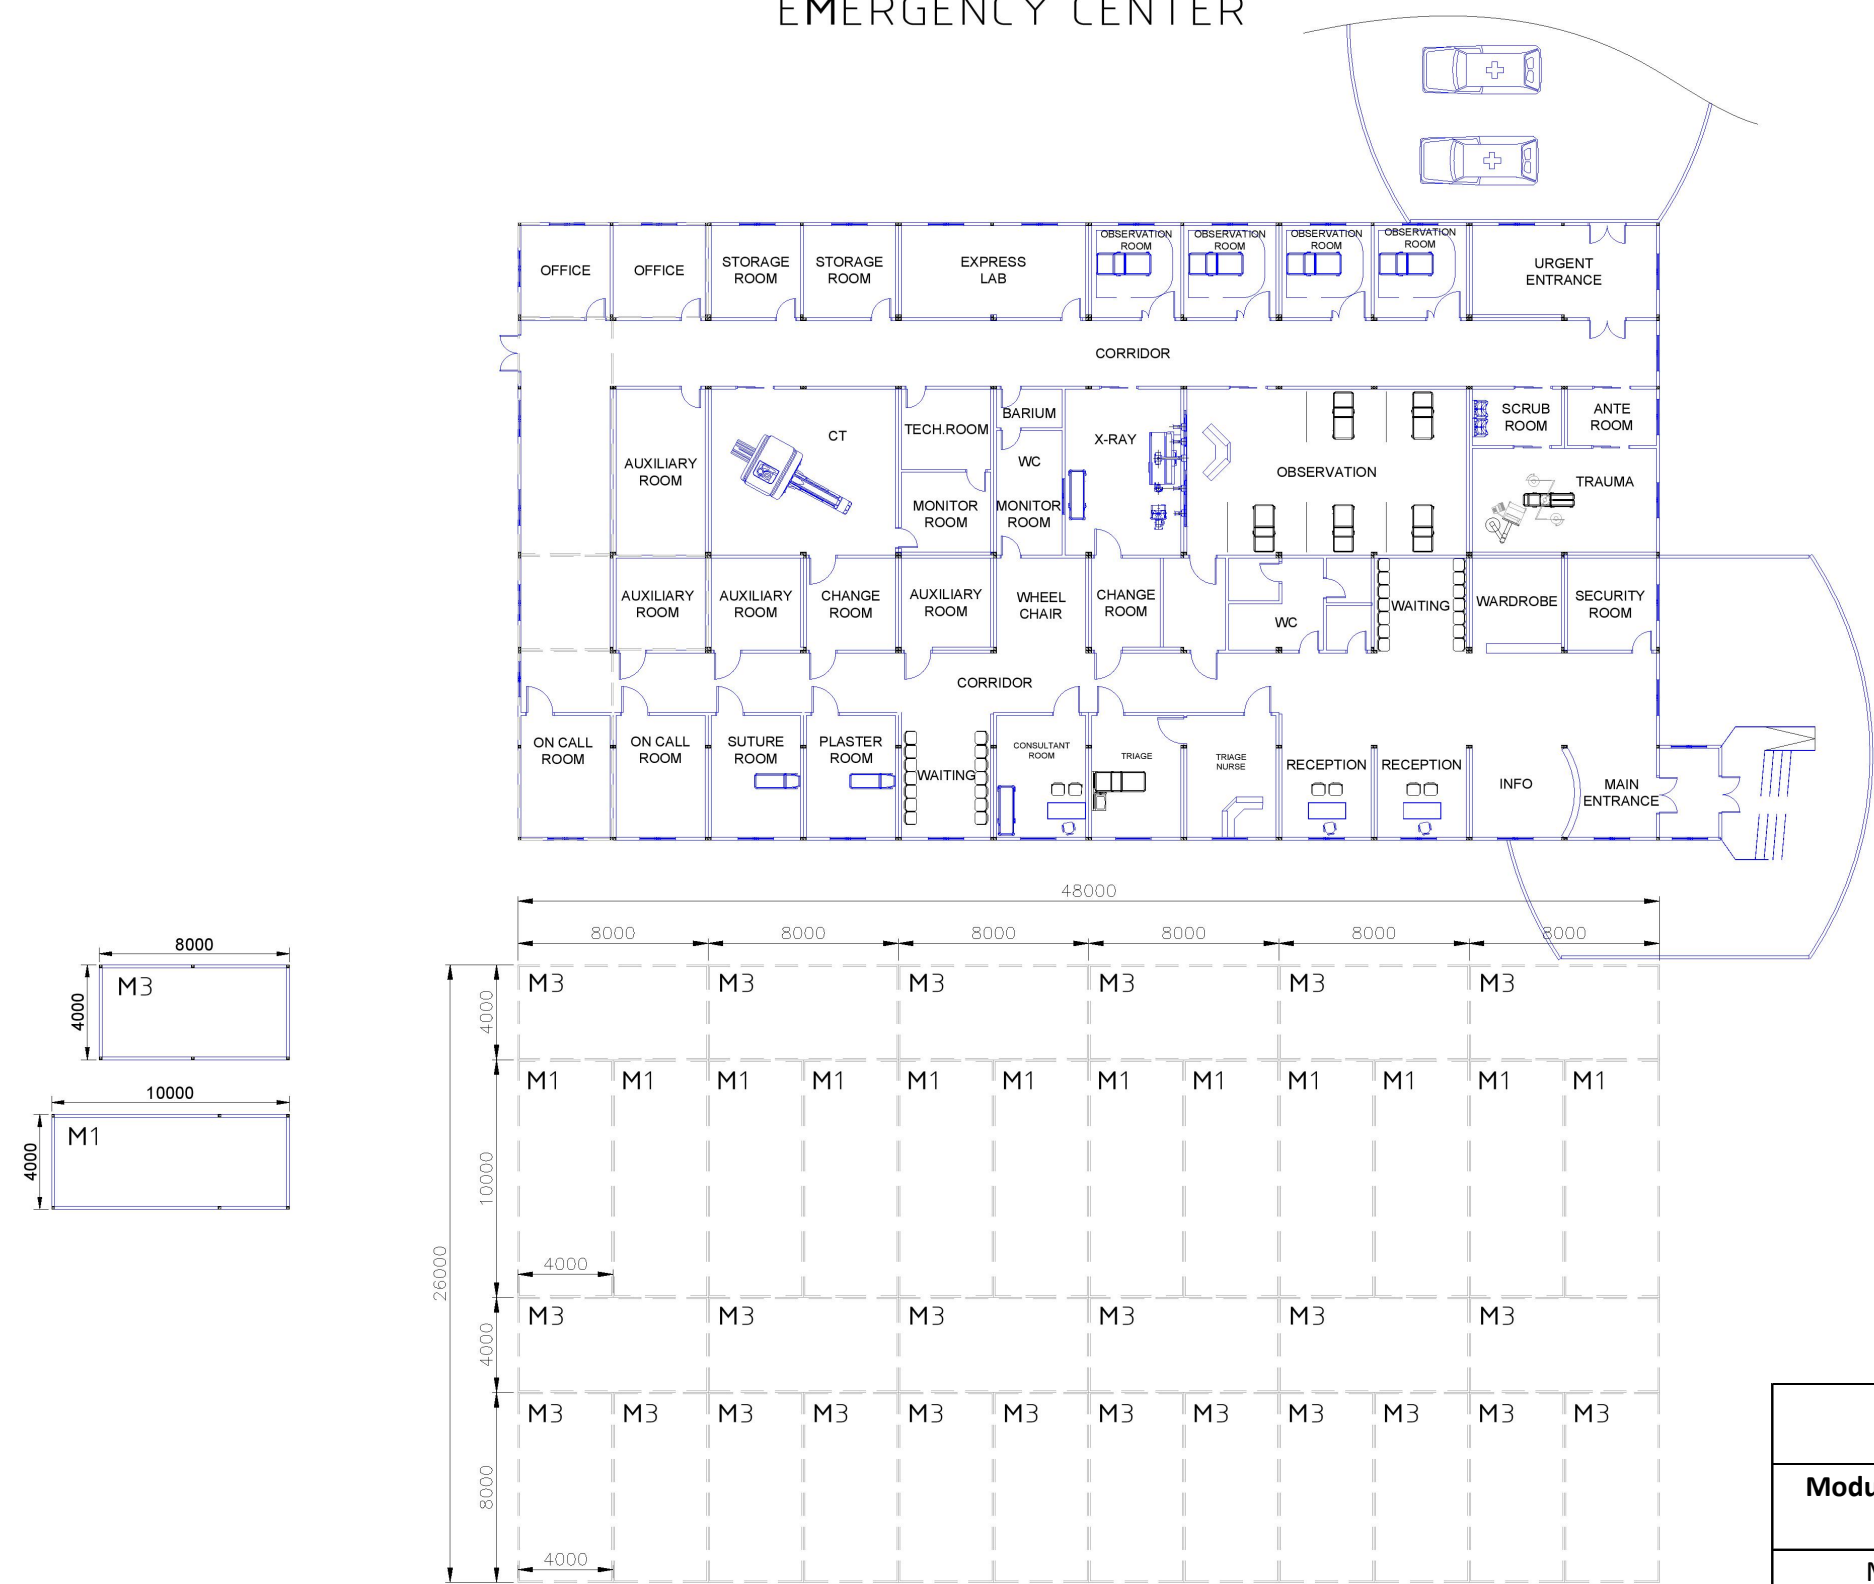 EMERGENCY CENTER
OBSERVATION
ROOM
OBSERVATION
ROOM
OBSERVATION
ROOM
OBSERVATION
ROOM
OFFICE
OFFICE
STORAGE
ROOM
STORAGE
ROOM
EXPRESS
LAB
URGENT
ENTRANCE
CORRIDOR
AUXILIARY
ROOM
CT
TECH.ROOM
MONITOR
ROOM
BARIUM
WC
MONITOR
ROOM
X-RAY
OBSERVATION
SCRUB
ROOM
ANTE
ROOM
TRAUMA
AUXILIARY
ROOM
AUXILIARY
ROOM
CHANGE
ROOM
AUXILIARY
ROOM
WHEEL
CHAIR
CHANGE
ROOM
WC
WAITING
WARDROBE
SECURITY
ROOM
CORRIDOR
ON CALL
ROOM
ON CALL
ROOM
SUTURE
ROOM
PLASTER
ROOM
WAITING
CONSULTANT
ROOM
TRIAGE
TRIAGE
NURSE
RECEPTION
RECEPTION
INFO
MAIN
ENTRANCE
48000
8000 8000 8000 8000 8000 8000
8000
M3
4000
10000
M1
4000
26000
4000
M3 M3 M3 M3 M3 M3
10000
M1 M1 M1 M1 M1 M1 M1 M1 M1 M1 M1 M1
4000
4000
M3 M3 M3 M3 M3 M3
8000
M3 M3 M3 M3 M3 M3 M3 M3 M3 M3 M3 M3
4000